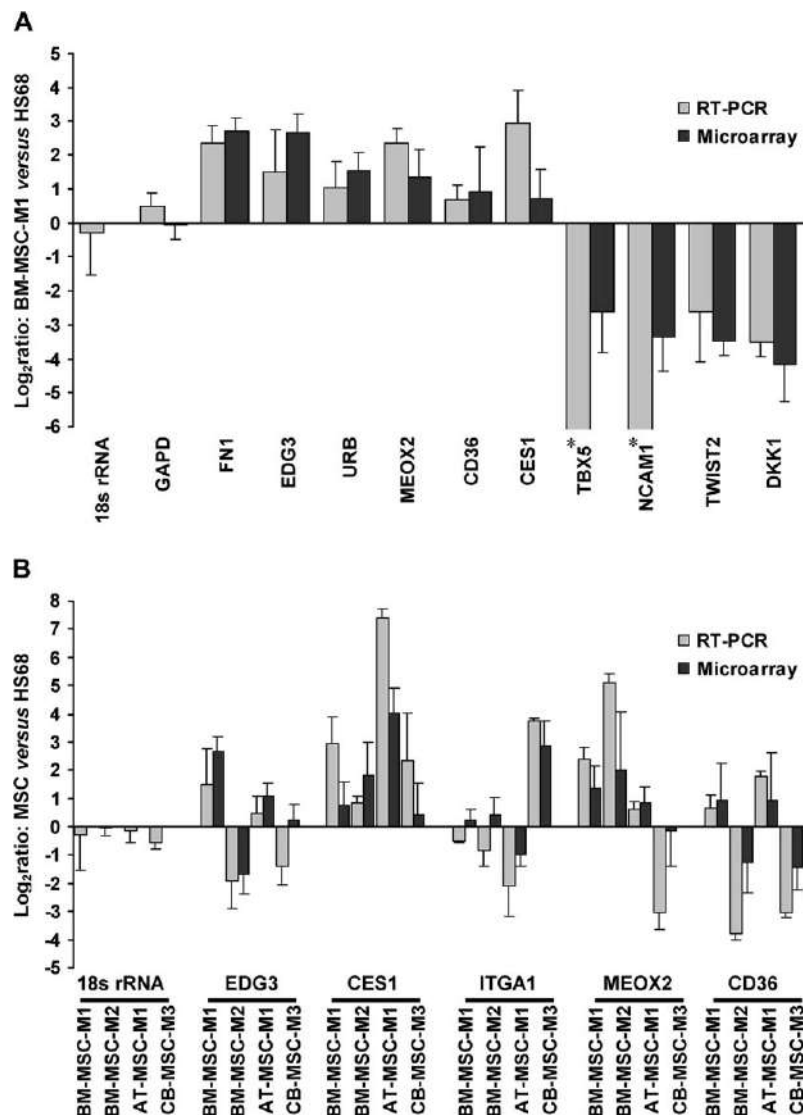 A
Log₂ratio: BM-MSC-M1 versus HS68
5
4
3
2
1
0
-1
-2
-3
-4
-5
-6
RT-PCR
Microarray
18s rRNA
GAPD
FN1
EDG3
URB
MEOX2
CD36
CES1
*
TBX5
*
NCAM1
TWIST2
DKK1
B
Log₂ratio: MSC versus HS68
8
7
6
5
4
3
2
1
0
-1
-2
-3
-4
-5
RT-PCR
Microarray
18s rRNA EDG3 CES1 ITGA1 MEOX2 CD36
BM-MSC-M1
BM-MSC-M2
AT-MSC-M1
CB-MSC-M3
BM-MSC-M1
BM-MSC-M2
AT-MSC-M1
CB-MSC-M3
BM-MSC-M1
BM-MSC-M2
AT-MSC-M1
CB-MSC-M3
BM-MSC-M1
BM-MSC-M2
AT-MSC-M1
CB-MSC-M3
BM-MSC-M1
BM-MSC-M2
AT-MSC-M1
CB-MSC-M3
BM-MSC-M1
BM-MSC-M2
AT-MSC-M1
CB-MSC-M3